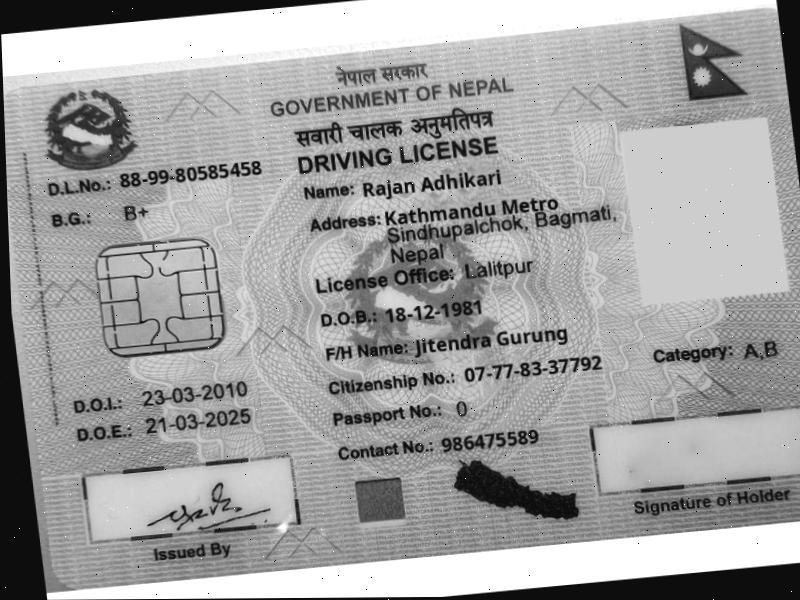 नेपाल सरकार
GOVERNMENT OF NEPAL
सवारी चालक अनुमतिपत्र
DRIVING LICENSE
D.L.No.: 88-99-80585458
B.G.: B+
Name: Rajan Adhikari
Address: Kathmandu Metro
Sindhupalchok, Bagmati,
Nepal
License Office: Lalitpur
D.O.B.: 18-12-1981
F/H Name: Jitendra Gurung
Citizenship No.: 07-77-83-37792
Category: A,B
Passport No.: 0
Contact No.: 986475589
D.O.I.: 23-03-2010
D.O.E.: 21-03-2025
Issued By
Signature of Holder